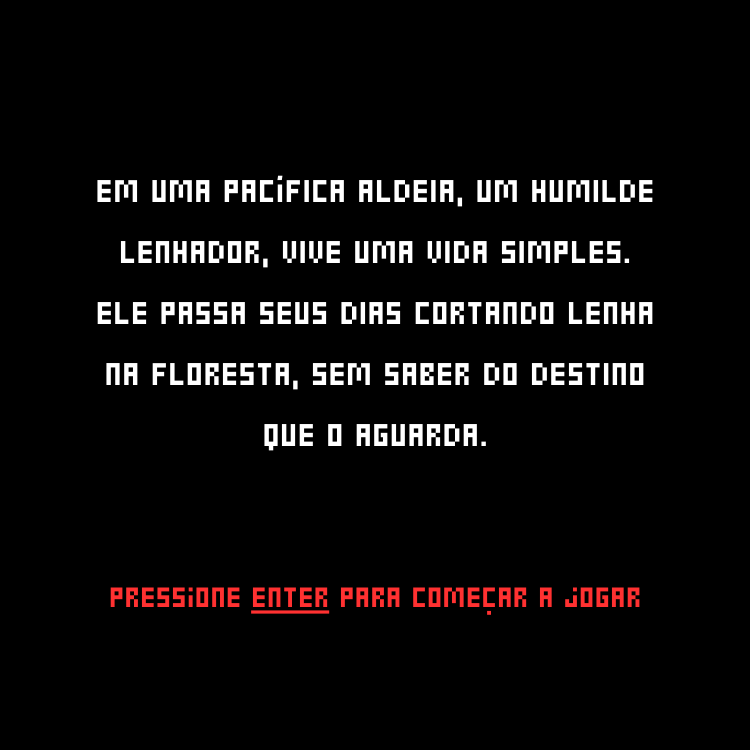 EM UMA PACÍFICA ALDEIA, UM HUMILDE
LENHADOR, VIVE UMA VIDA SIMPLES.
ELE PASSA SEUS DIAS CORTANDO LENHA
NA FLORESTA, SEM SABER DO DESTINO
QUE O AGUARDA.
PRESSIONE ENTER PARA COMEÇAR A JOGAR